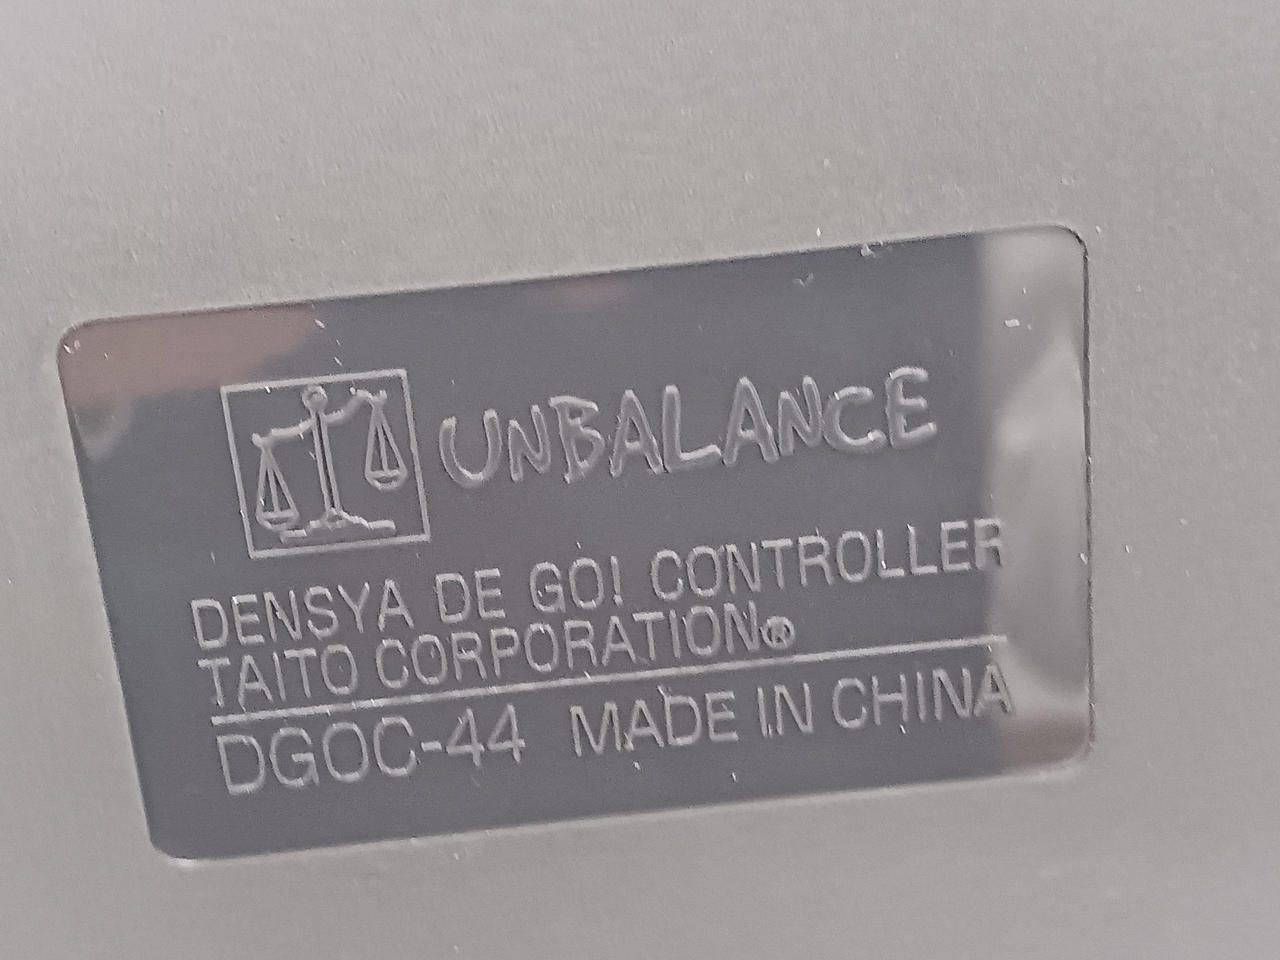 UNBALANCE
DENSYA DE GO! CONTROLLER
TAITO CORPORATION®
DGOC-44 MADE IN CHINA